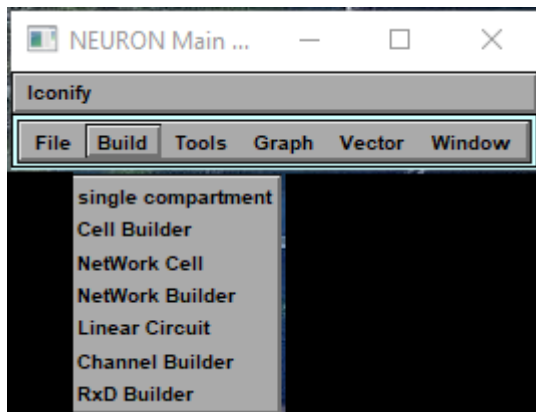 NEURON Main ...
Iconify
File Build Tools Graph Vector Window
single compartment
Cell Builder
NetWork Cell
NetWork Builder
Linear Circuit
Channel Builder
RxD Builder